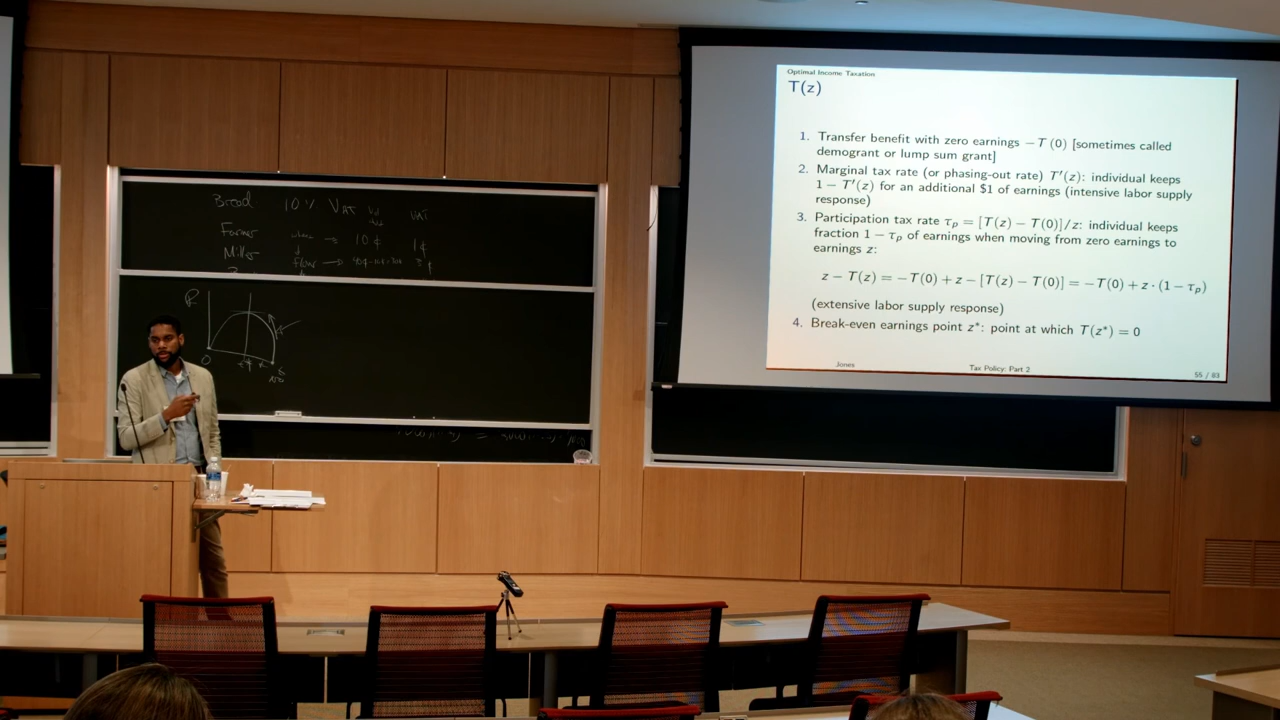 Bread 10% VAT VAT
Farmer 10¢ 1¢
Miller flour
R
0
Optimal Income Taxation
T(z)
1. Transfer benefit with zero earnings −T(0) [sometimes called
demogrant or lump sum grant]
2. Marginal tax rate (or phasing-out rate) T′(z): individual keeps
1 − T′(z) for an additional $1 of earnings (intensive labor supply
response)
3. Participation tax rate τp = [T(z) − T(0)]/z: individual keeps
fraction 1 − τp of earnings when moving from zero earnings to
earnings z:
z − T(z) = −T(0) + z − [T(z) − T(0)] = −T(0) + z · (1 − τp)
(extensive labor supply response)
4. Break-even earnings point z*: point at which T(z*) = 0
Jones Tax Policy: Part 2 55 / 83